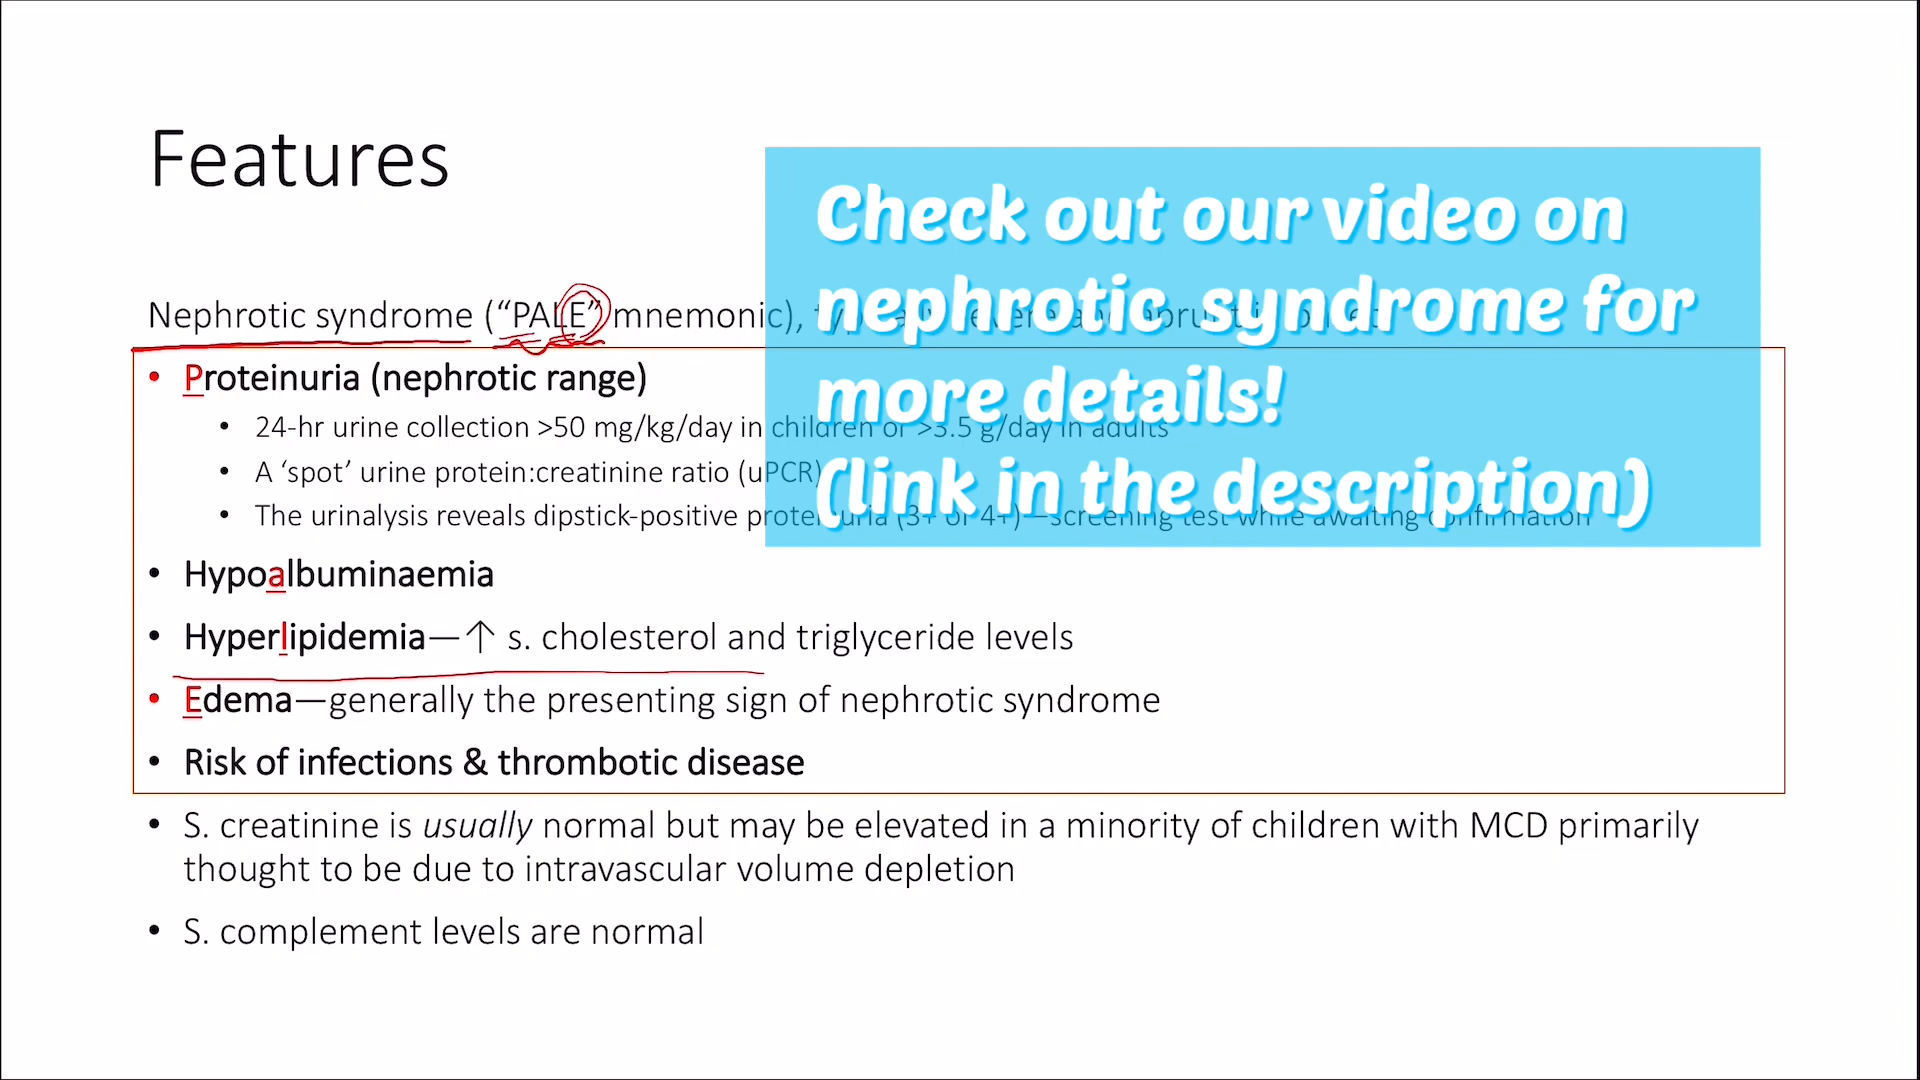 Features
Check out our video on
nephrotic syndrome for
more details!
(link in the description)
Nephrotic syndrome (“PALE” mnemonic),
• Proteinuria (nephrotic range)
• 24-hr urine collection >50 mg/kg/day in children or >3.5 g/day in adults
• A ‘spot’ urine protein:creatinine ratio (uPCR)
• The urinalysis reveals dipstick-positive proteinuria (3+ or 4+)—screening test while awaiting confirmation
• Hypoalbuminaemia
• Hyperlipidemia—↑ s. cholesterol and triglyceride levels
• Edema—generally the presenting sign of nephrotic syndrome
• Risk of infections & thrombotic disease
• S. creatinine is usually normal but may be elevated in a minority of children with MCD primarily
thought to be due to intravascular volume depletion
• S. complement levels are normal